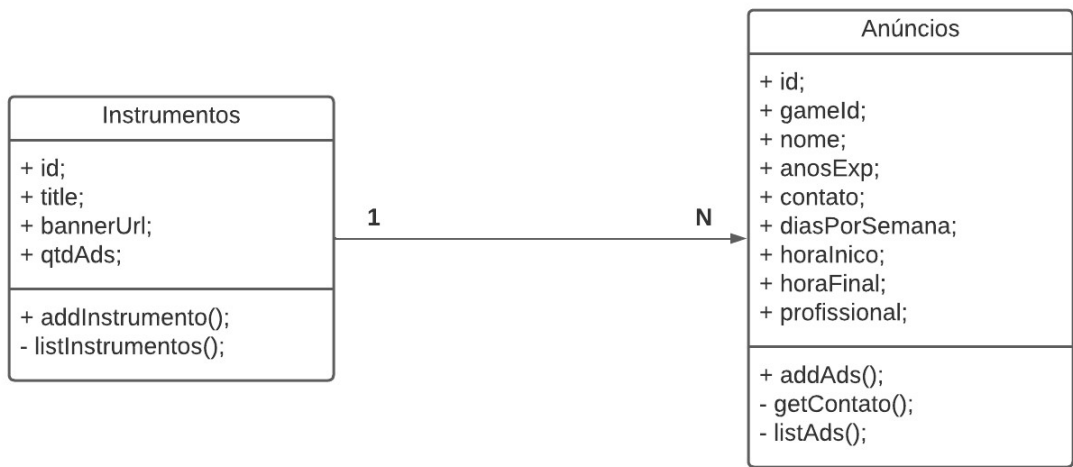 Instrumentos
+ id;
+ title;
+ bannerUrl;
+ qtdAds;
+ addInstrumento();
- listInstrumentos();
1
N
Anúncios
+ id;
+ gameId;
+ nome;
+ anosExp;
+ contato;
+ diasPorSemana;
+ horaInico;
+ horaFinal;
+ profissional;
+ addAds();
- getContato();
- listAds();